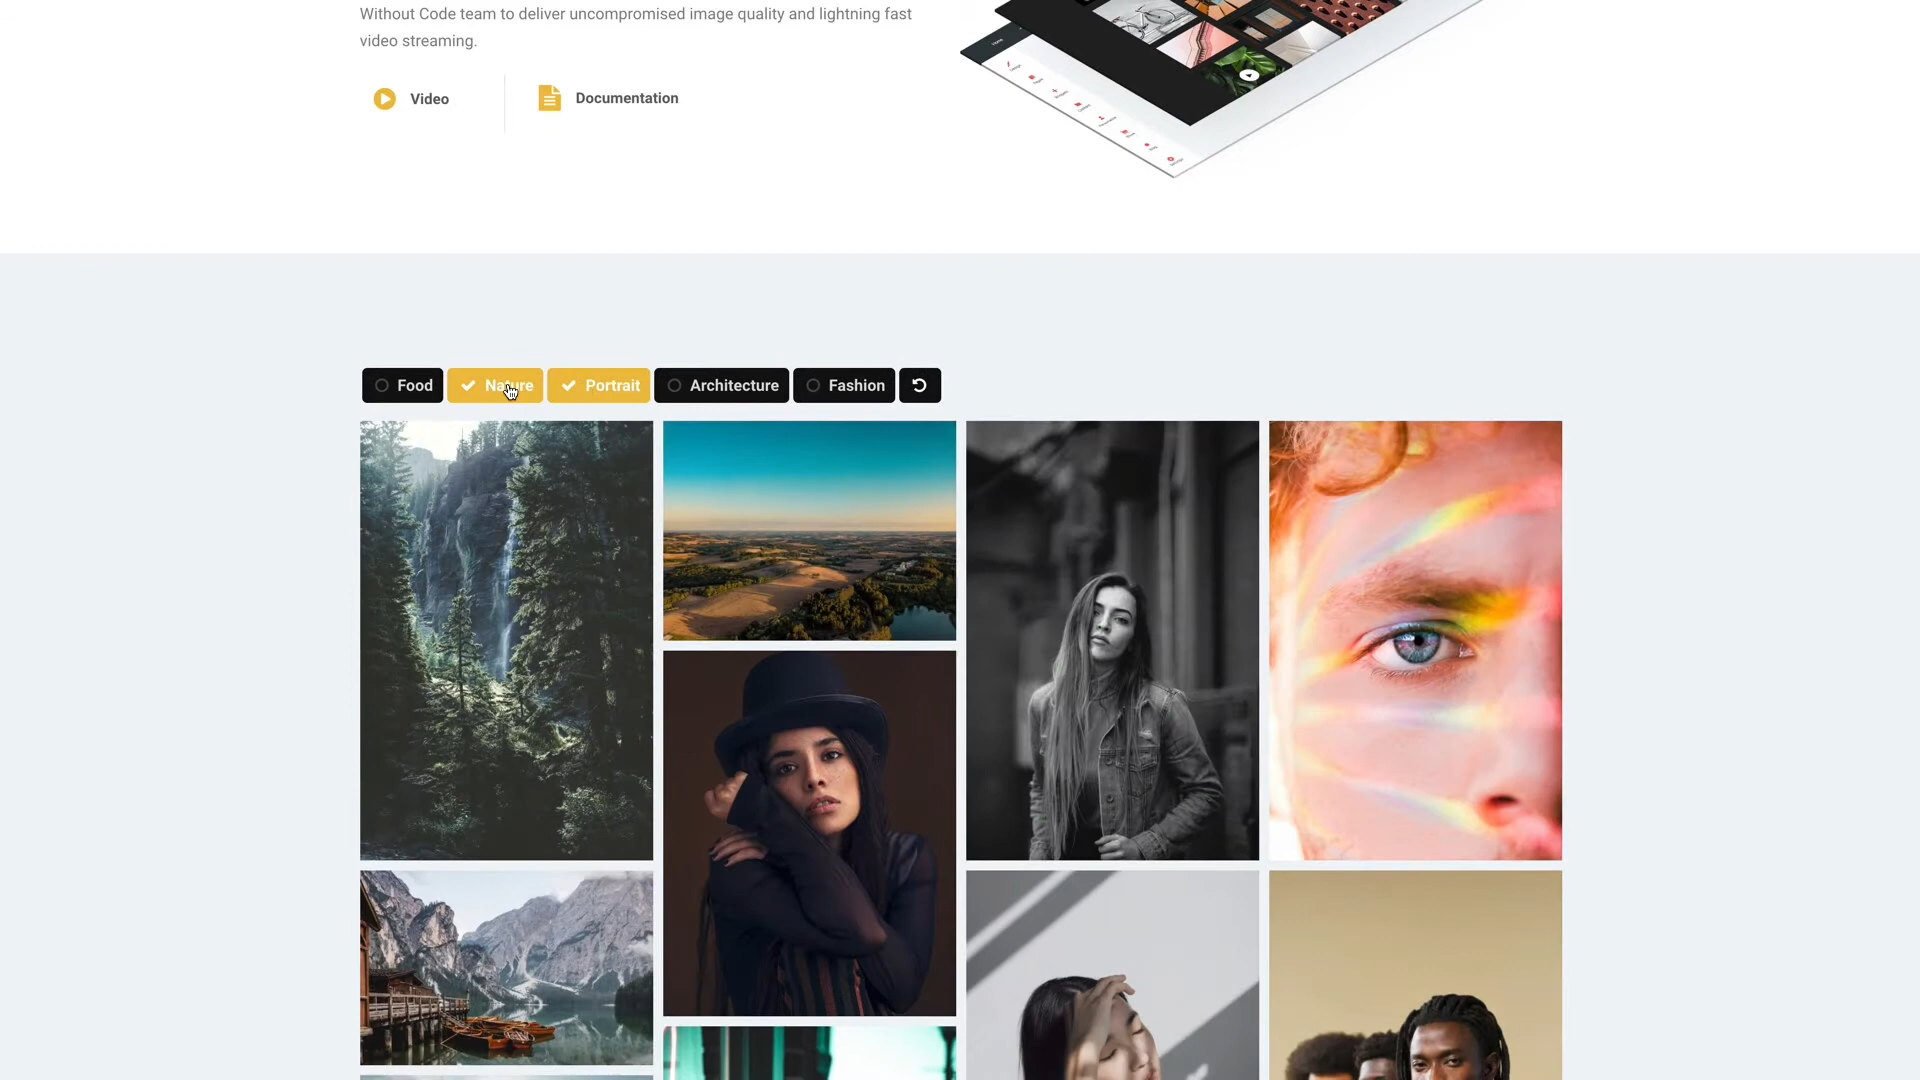 Without Code team to deliver uncompromised image quality and lightning fast
video streaming.
Video
Documentation
Food
Nature
Portrait
Architecture
Fashion